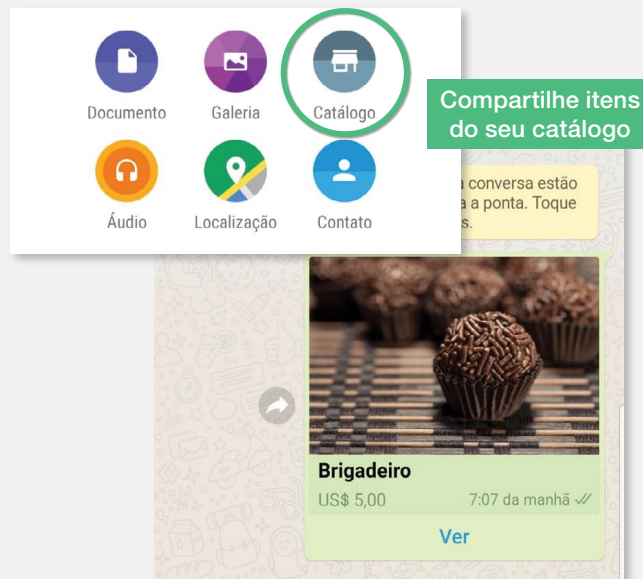 Documento
Galeria
Catálogo
Áudio
Localização
Contato
Compartilhe itens
do seu catálogo
conversa estão
a a ponta. Toque
s.
Brigadeiro
US$ 5,00
7:07 da manhã
Ver